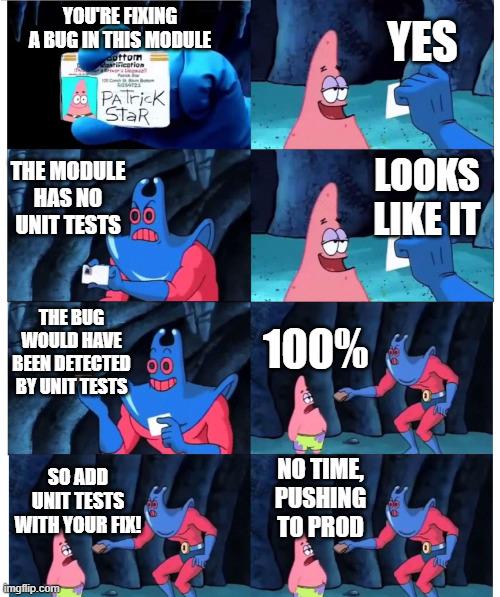 YOU'RE FIXING
A BUG IN THIS MODULE
PATRICK
STAR
YES
THE MODULE
HAS NO
UNIT TESTS
LOOKS
LIKE IT
THE BUG
WOULD HAVE
BEEN DETECTED
BY UNIT TESTS
100%
SO ADD
UNIT TESTS
WITH YOUR FIX!
NO TIME,
PUSHING
TO PROD
imgflip.com